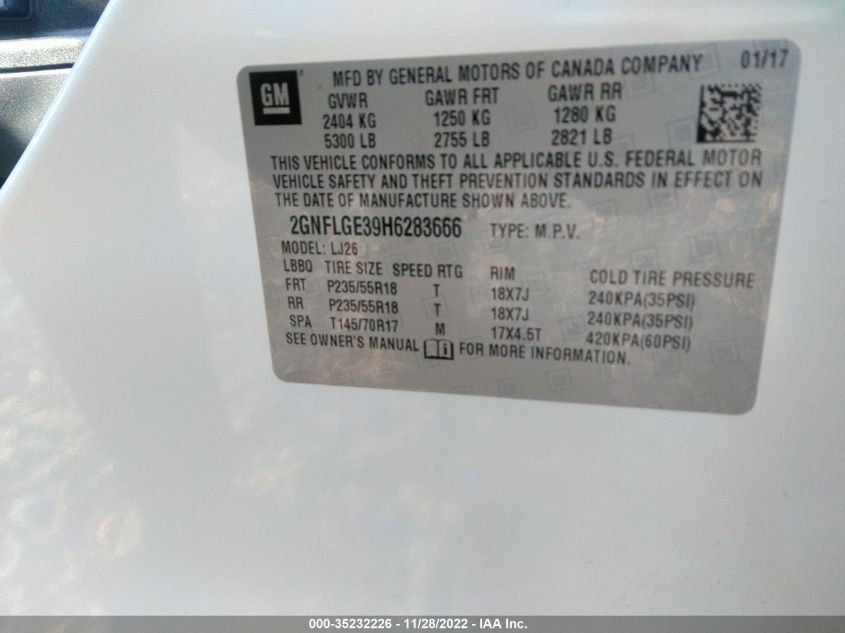 GM MFD BY GENERAL MOTORS OF CANADA COMPANY 01/17
GVWR GAWR FRT GAWR RR
2404 KG 1250 KG 1280 KG
5300 LB 2755 LB 2821 LB
THIS VEHICLE CONFORMS TO ALL APPLICABLE U.S. FEDERAL MOTOR
VEHICLE SAFETY AND THEFT PREVENTION STANDARDS IN EFFECT ON
THE DATE OF MANUFACTURE SHOWN ABOVE.
2GNFLGE39H6283666 TYPE: M.P.V.
MODEL: LJ26
LBBQ TIRE SIZE SPEED RTG RIM COLD TIRE PRESSURE
FRT P235/55R18 T 18X7J 240KPA(35PSI)
RR P235/55R18 T 18X7J 240KPA(35PSI)
SPA T145/70R17 M 17X4.5T 420KPA(60PSI)
SEE OWNER'S MANUAL FOR MORE INFORMATION.
000-35232226 - 11/28/2022 - IAA Inc.